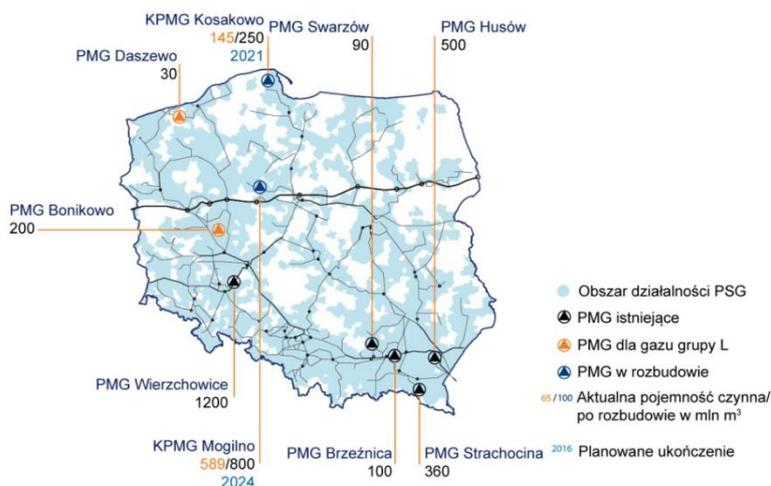 KPMG Kosakowo
145/250
2021
PMG Swarzów
90
PMG Husów
500
PMG Daszewo
30
PMG Bonikowo
200
PMG Wierzchowice
1200
KPMG Mogilno
589/800
2024
PMG Brzeźnica
100
PMG Strachocina
360
Obszar działalności PSG
PMG istniejące
PMG dla gazu grupy L
PMG w rozbudowie
65/100 Aktualna pojemność czynna/
po rozbudowie w mln m³
2016 Planowane ukończenie